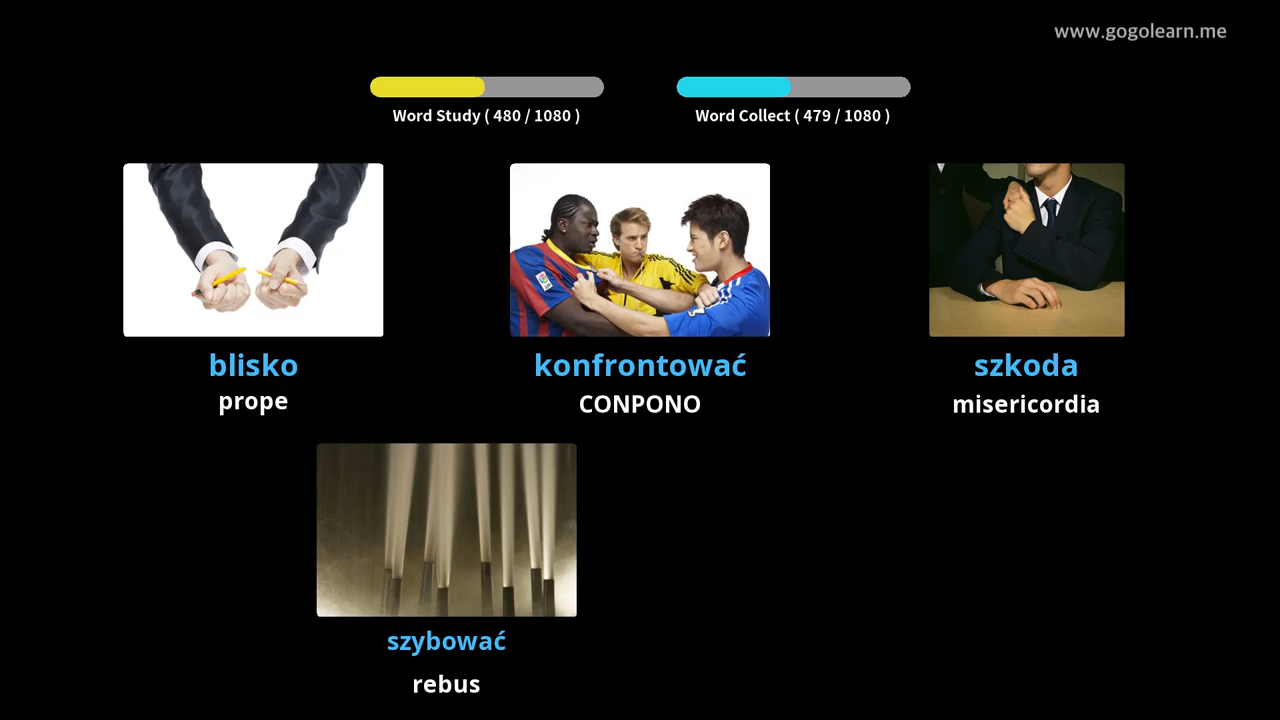 www.gogolearn.me
Word Study ( 480 / 1080 )
Word Collect ( 479 / 1080 )
blisko
prope
konfrontować
CONPONO
szkoda
misericordia
szybować
rebus